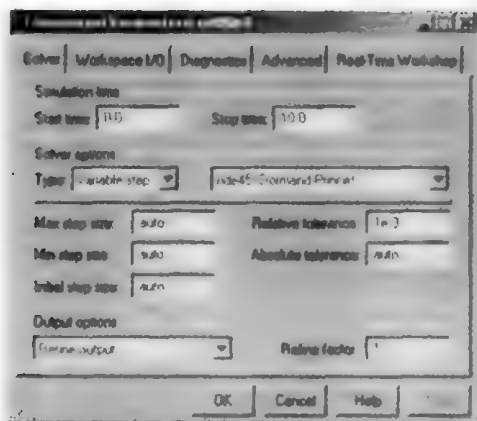 Solver Workspace I/O Diagnostics Advanced Real-Time Workshop
Simulation time
Start time: 0.0 Stop time: 10.0
Solver options
Type: Variable-step ode45 (Dormand-Prince)
Max step size: auto Relative tolerance: 1e-3
Min step size: auto Absolute tolerance: auto
Initial step size: auto
Output options
Refine output Refine factor: 1
OK Cancel Help